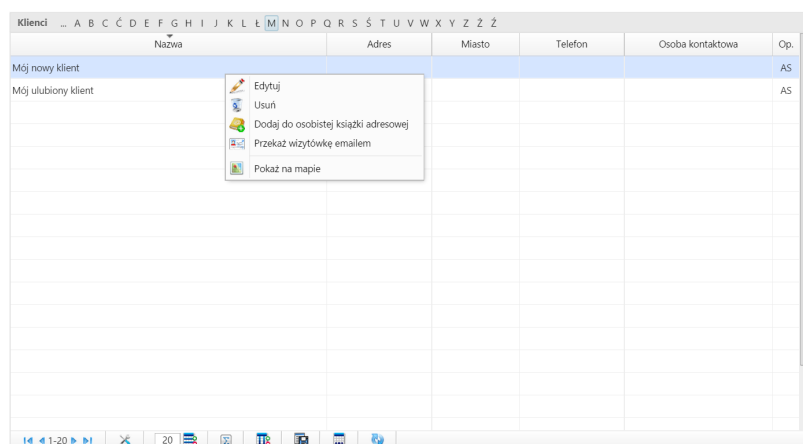 Klienci ... A B C Ć D E F G H I J K L Ł M N O P Q R S Ś T U V W X Y Z Ż Ź
Nazwa Adres Miasto Telefon Osoba kontaktowa Op.
Mój nowy klient AS
Mój ulubiony klient AS
Edytuj
Usuń
Dodaj do osobistej książki adresowej
Przekaż wizytówkę emailem
Pokaż na mapie
1-20 20